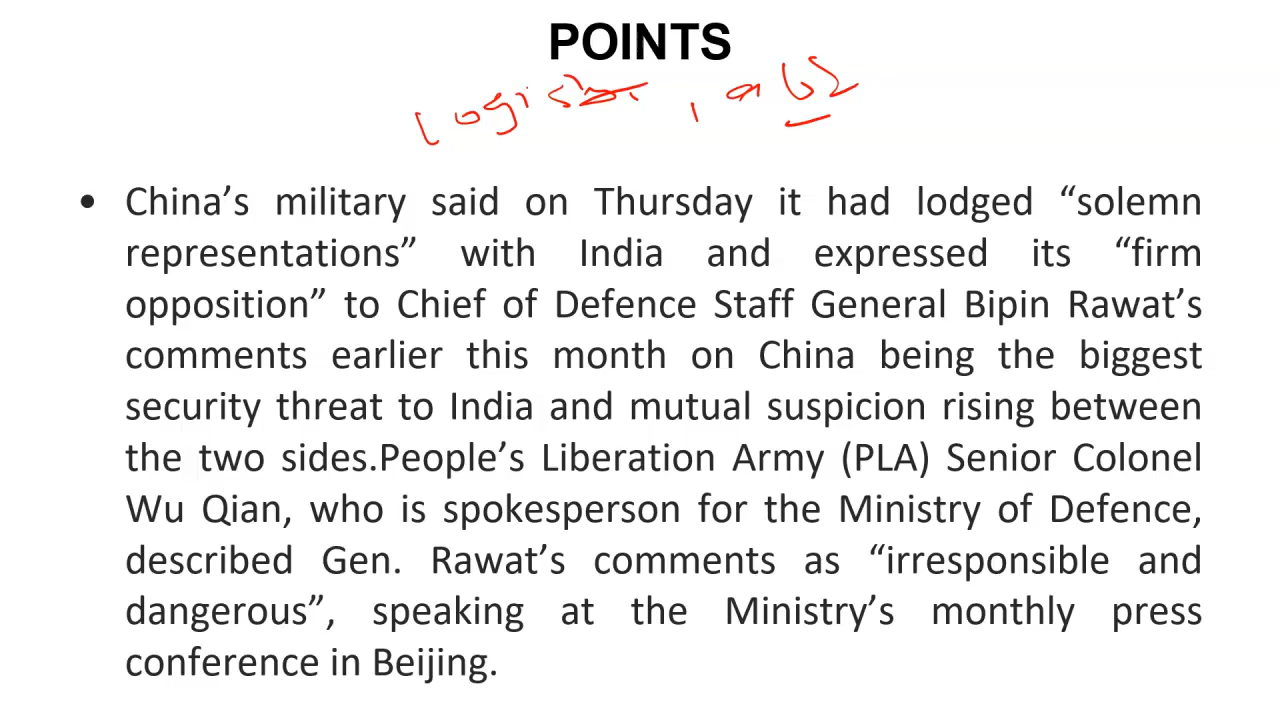 POINTS
• China’s military said on Thursday it had lodged “solemn
representations” with India and expressed its “firm
opposition” to Chief of Defence Staff General Bipin Rawat’s
comments earlier this month on China being the biggest
security threat to India and mutual suspicion rising between
the two sides.People’s Liberation Army (PLA) Senior Colonel
Wu Qian, who is spokesperson for the Ministry of Defence,
described Gen. Rawat’s comments as “irresponsible and
dangerous”, speaking at the Ministry’s monthly press
conference in Beijing.